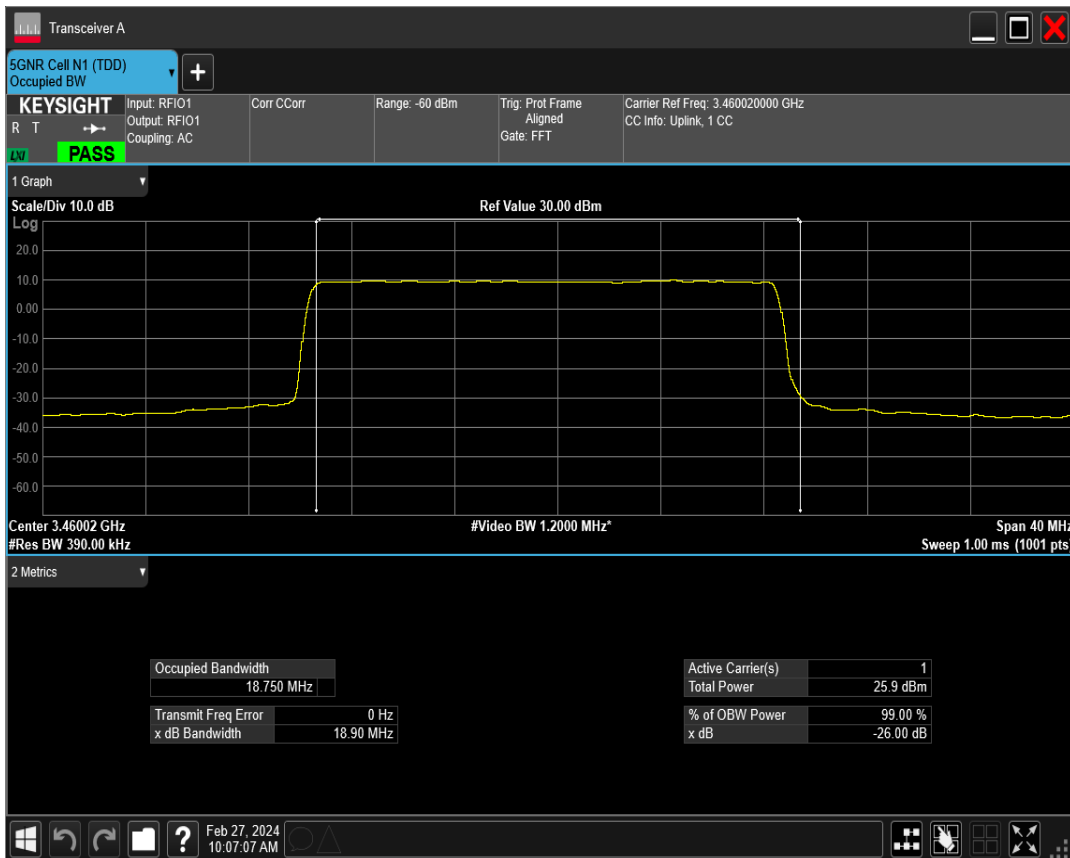 Transceiver A
5GNR Cell N1 (TDD)
Occupied BW
+
KEYSIGHT
R T
LXI
PASS
Input: RFIO1
Output: RFIO1
Coupling: AC
Corr CCorr
Range: -60 dBm
Trig: Prot Frame
Aligned
Gate: FFT
Carrier Ref Freq: 3.460020000 GHz
CC Info: Uplink, 1 CC
1 Graph
Scale/Div 10.0 dB
Ref Value 30.00 dBm
Log
20.0
10.0
0.00
-10.0
-20.0
-30.0
-40.0
-50.0
-60.0
Center 3.46002 GHz
#Video BW 1.2000 MHz*
Span 40 MHz
#Res BW 390.00 kHz
Sweep 1.00 ms (1001 pts)
2 Metrics
Occupied Bandwidth
18.750 MHz
Transmit Freq Error 0 Hz
x dB Bandwidth 18.90 MHz
Active Carrier(s) 1
Total Power 25.9 dBm
% of OBW Power 99.00 %
x dB -26.00 dB
?
Feb 27, 2024
10:07:07 AM